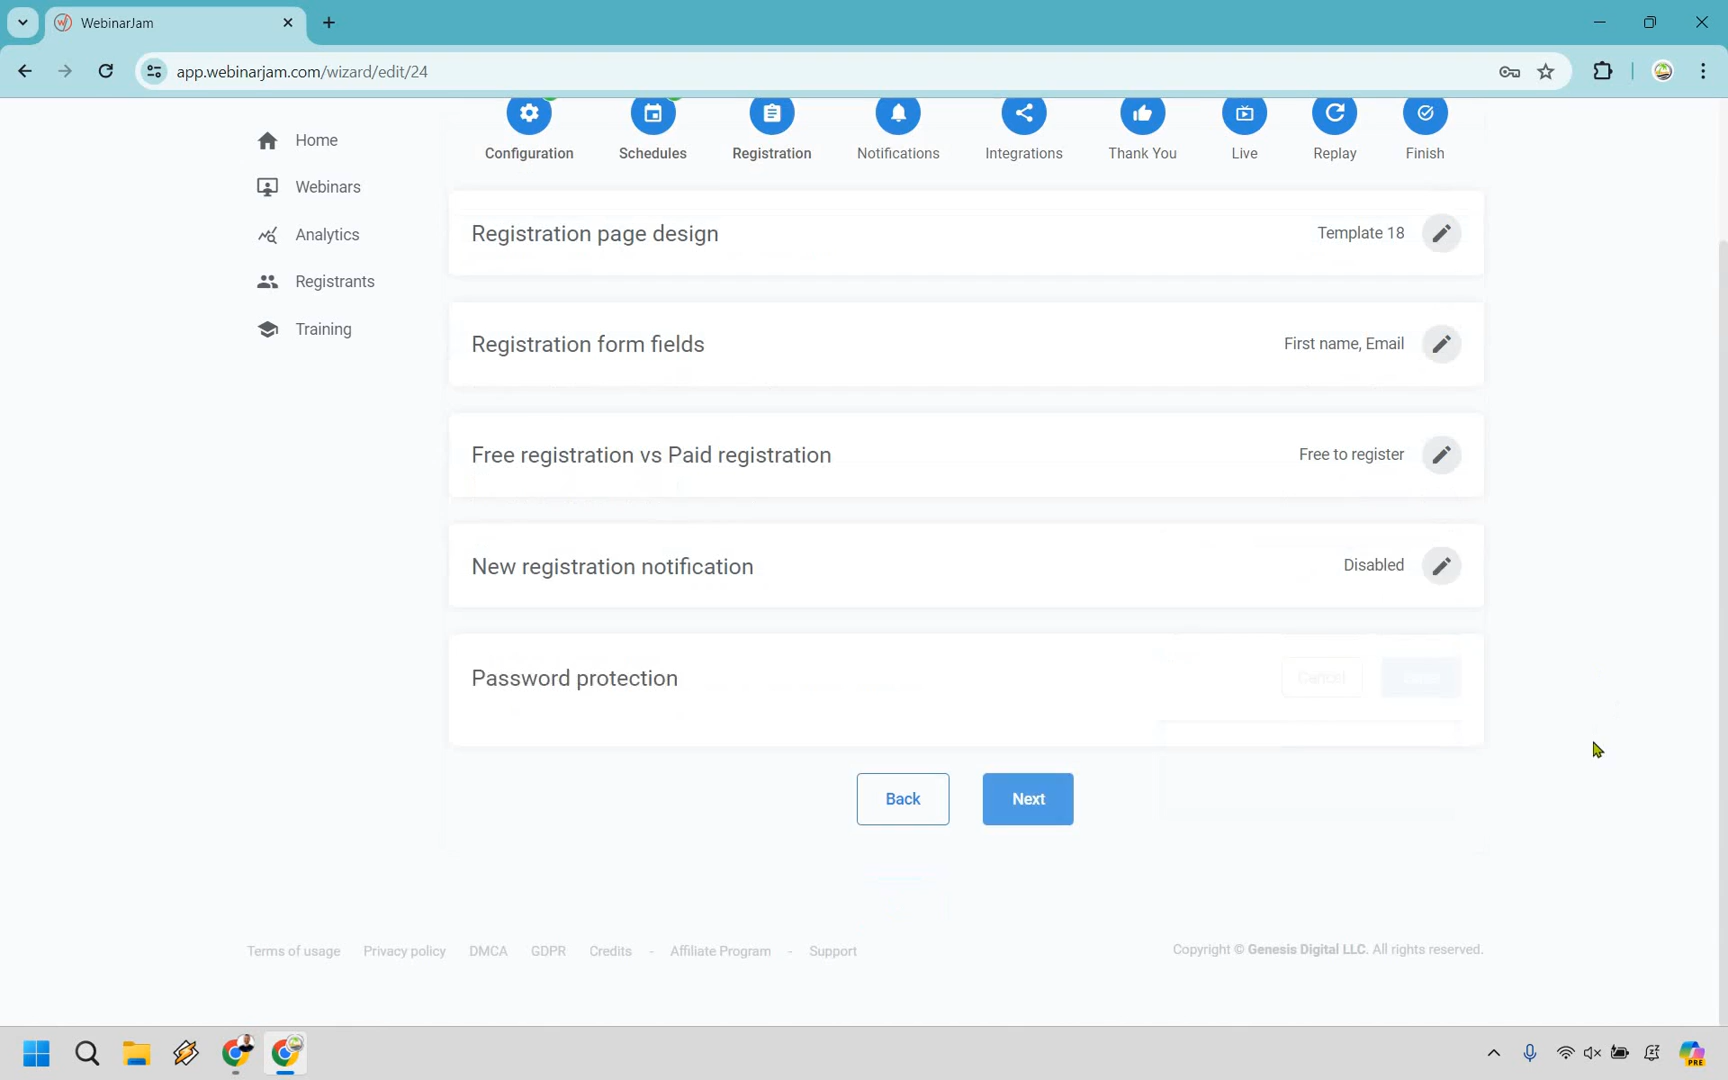 WebinarJam
app.webinarjam.com/wizard/edit/24
Home
Webinars
Analytics
Registrants
Training
Configuration
Schedules
Registration
Notifications
Integrations
Thank You
Live
Replay
Finish
Registration page design
Template 18
Registration form fields
First name, Email
Free registration vs Paid registration
Free to register
New registration notification
Disabled
Password protection
Cancel
Back
Next
Terms of usage
Privacy policy
DMCA
GDPR
Credits
-
Affiliate Program
-
Support
Copyright © Genesis Digital LLC. All rights reserved.
PRE